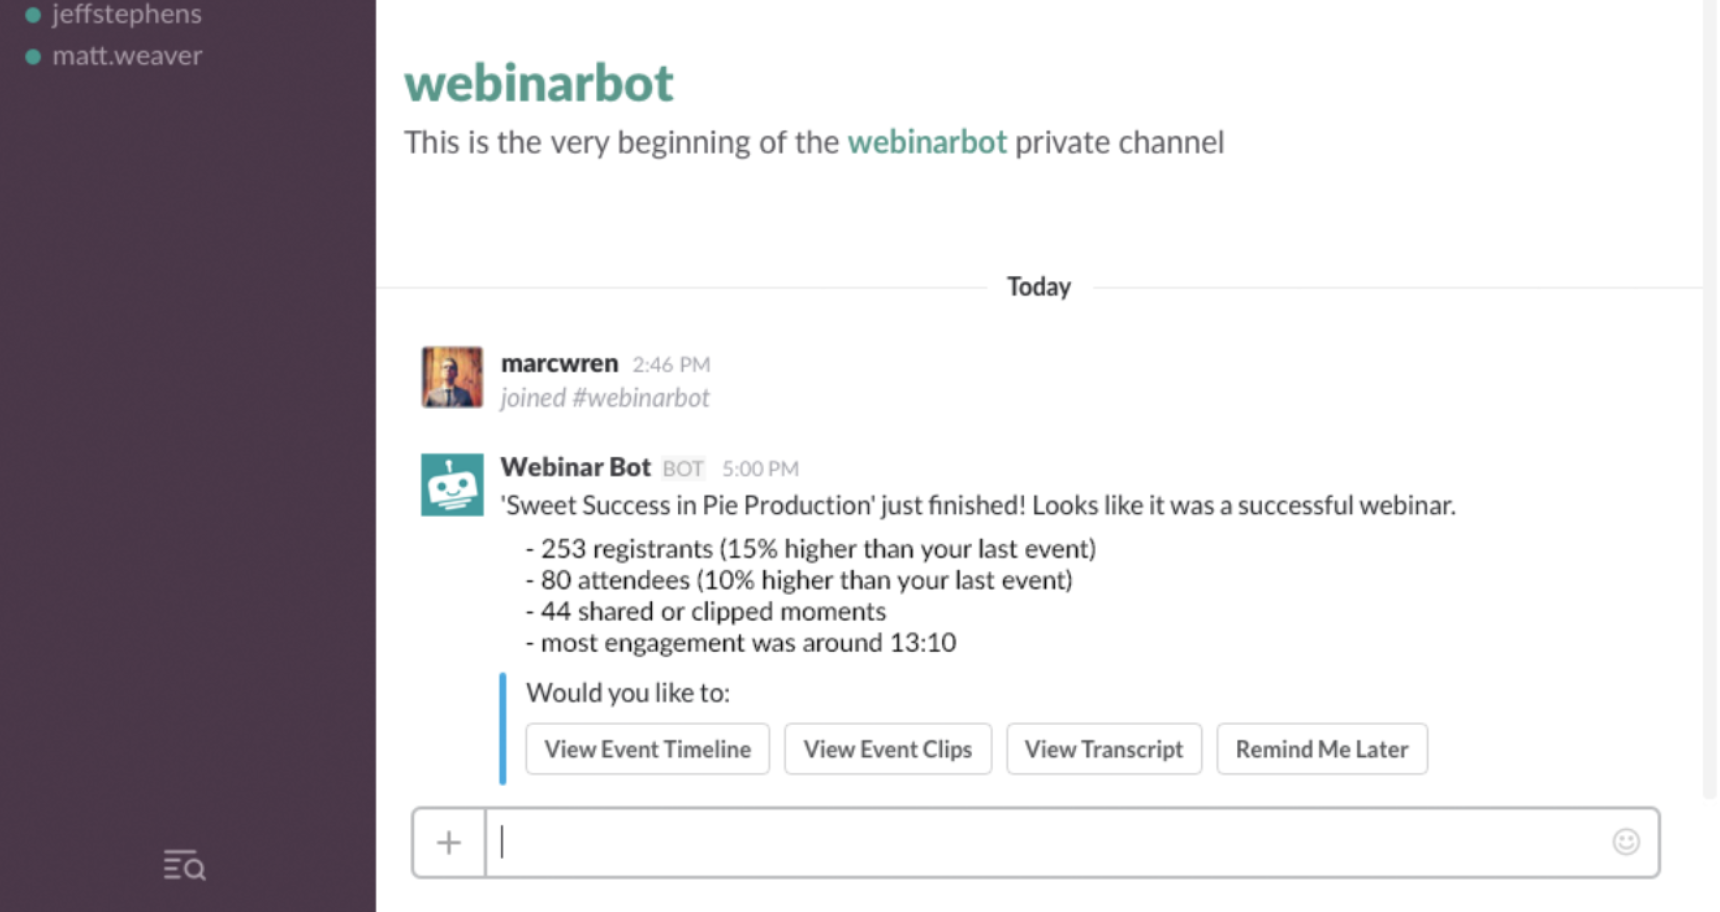 jeffstephens
matt.weaver
webinarbot
This is the very beginning of the webinarbot private channel
Today
marcwren 2:46 PM
joined #webinarbot
Webinar Bot BOT 5:00 PM
'Sweet Success in Pie Production' just finished! Looks like it was a successful webinar.
- 253 registrants (15% higher than your last event)
- 80 attendees (10% higher than your last event)
- 44 shared or clipped moments
- most engagement was around 13:10
Would you like to:
View Event Timeline View Event Clips View Transcript Remind Me Later